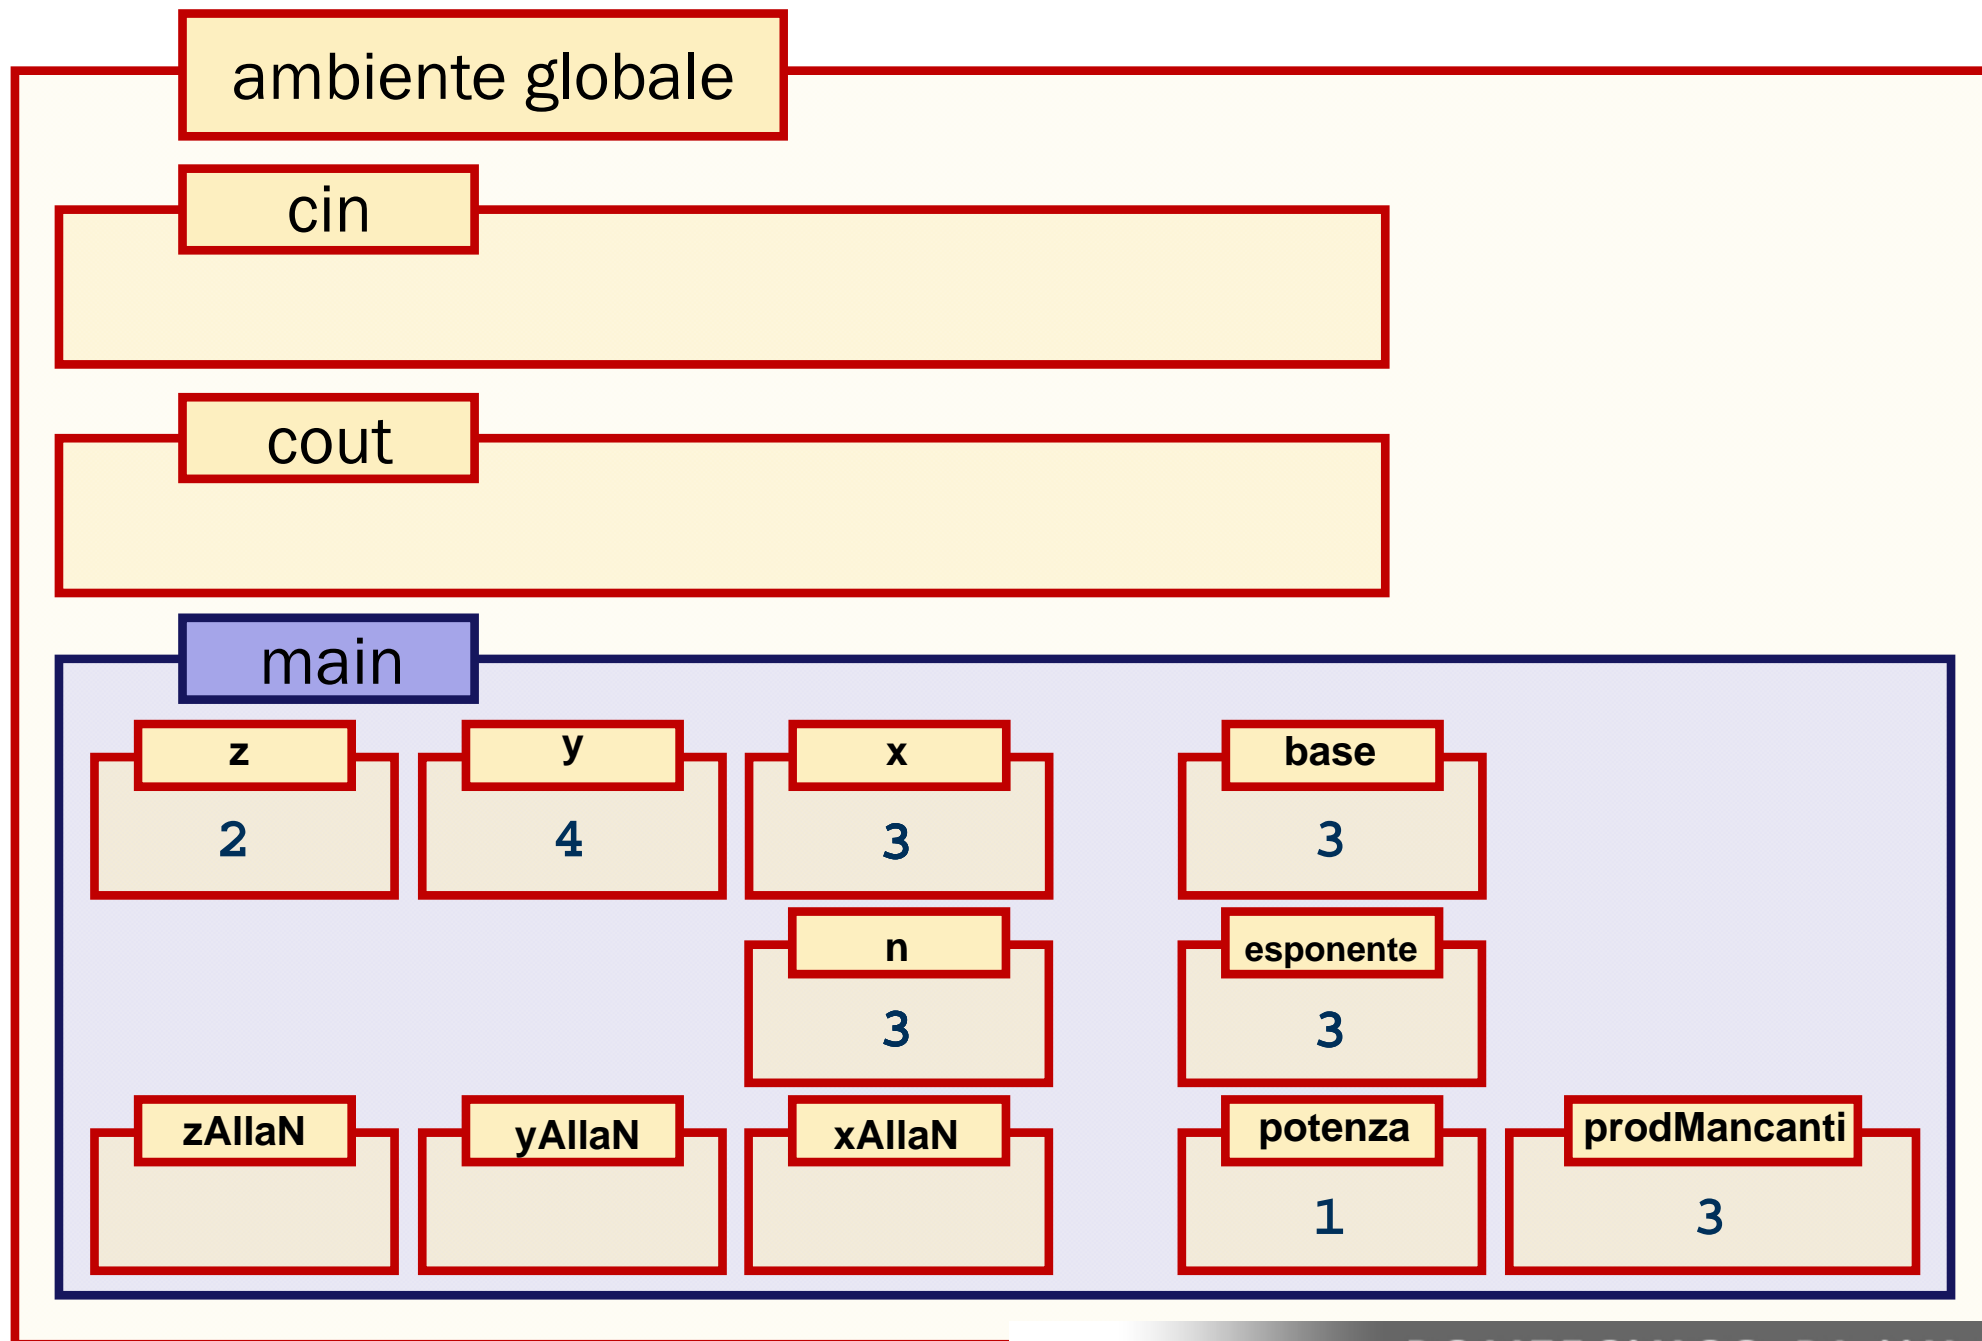 ambiente globale
cin
cout
main
z y x base
2 4 3 3
n esponente
3 3
zAllaN yAllaN xAllaN potenza prodMancanti
1 3